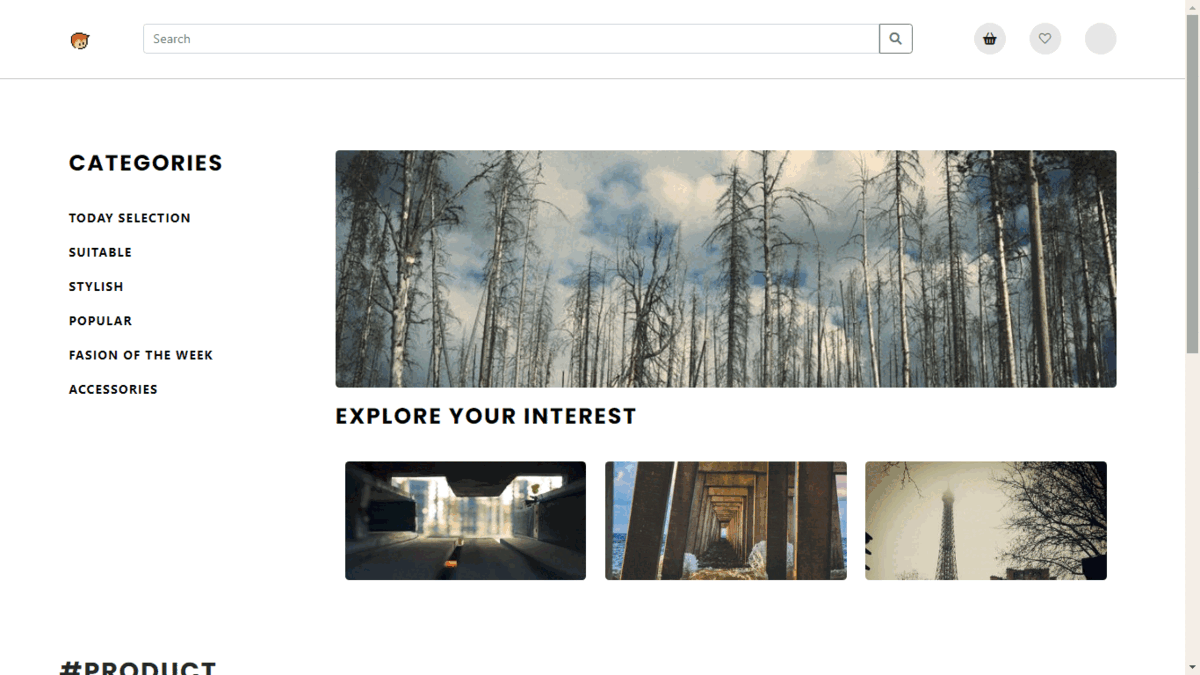 Search
CATEGORIES
TODAY SELECTION
SUITABLE
STYLISH
POPULAR
FASION OF THE WEEK
ACCESSORIES
EXPLORE YOUR INTEREST
#PRODUCT